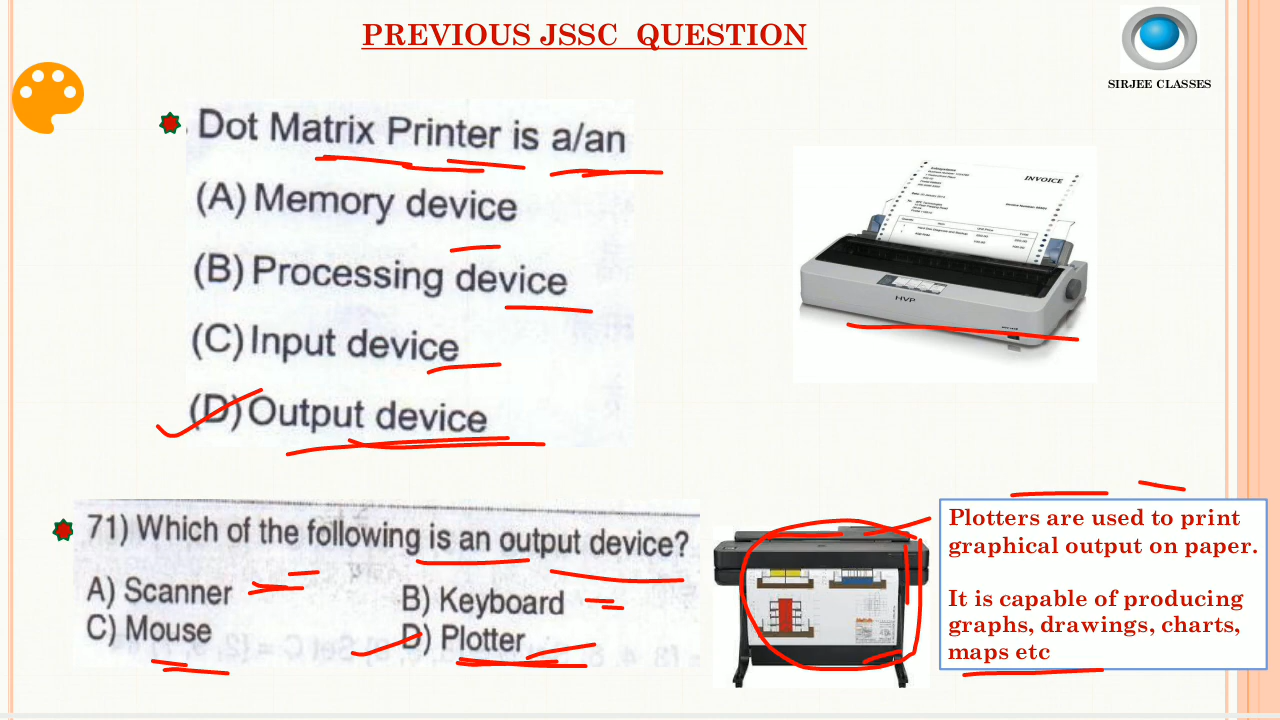 PREVIOUS JSSC QUESTION
SIRJEE CLASSES
Dot Matrix Printer is a/an
(A) Memory device
(B) Processing device
(C) Input device
(D) Output device
INVOICE
HVP
71) Which of the following is an output device?
A) Scanner B) Keyboard
C) Mouse D) Plotter
Plotters are used to print
graphical output on paper.
It is capable of producing
graphs, drawings, charts,
maps etc